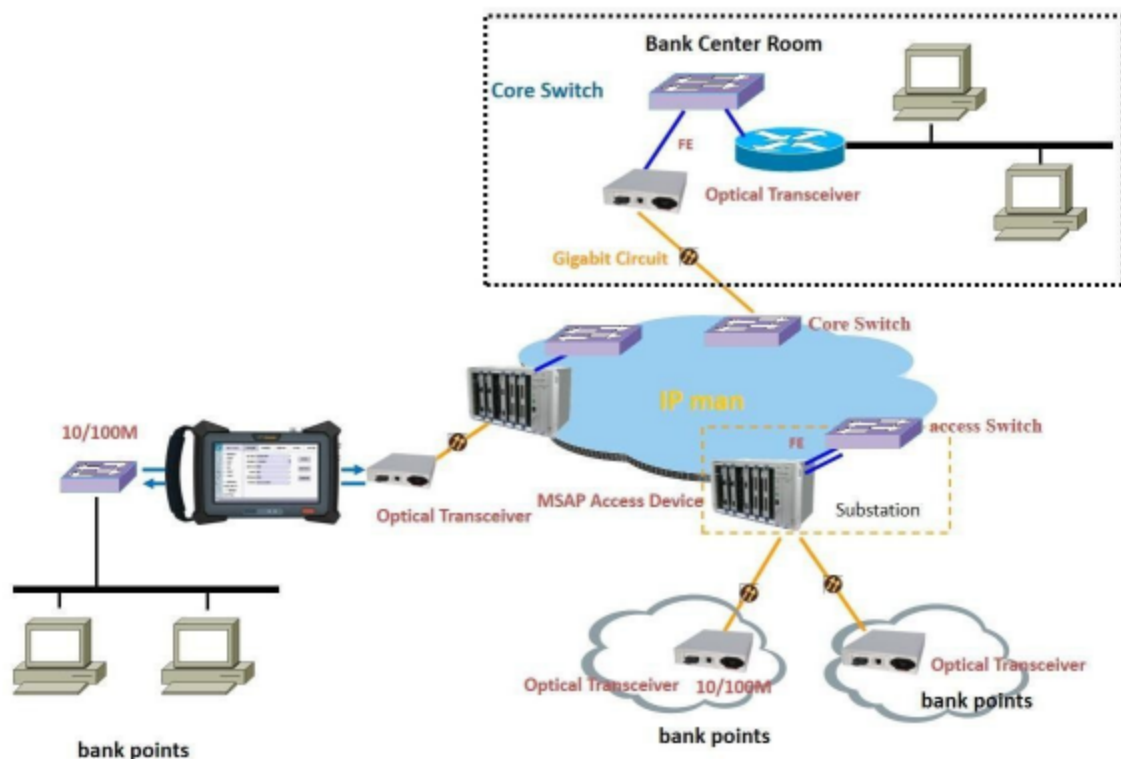 Bank Center Room
Core Switch
FE
Optical Transceiver
Gigabit Circuit
Core Switch
IP man
10/100M
access Switch
FE
MSAP Access Device
Optical Transceiver
Substation
Optical Transceiver
Optical Transceiver 10/100M
bank points
bank points
bank points